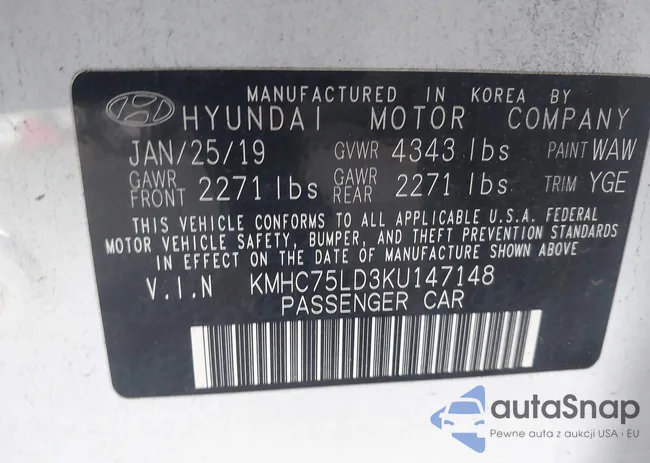 MANUFACTURED IN KOREA BY
HYUNDAI MOTOR COMPANY
JAN/25/19 GVWR 4343 lbs PAINT WAW
GAWR FRONT 2271 lbs GAWR REAR 2271 lbs TRIM YGE
THIS VEHICLE CONFORMS TO ALL APPLICABLE U.S.A. FEDERAL
MOTOR VEHICLE SAFETY, BUMPER, AND THEFT PREVENTION STANDARDS
IN EFFECT ON THE DATE OF MANUFACTURE SHOWN ABOVE
V.I.N KMHC75LD3KU147148
PASSENGER CAR
autaSnap
Pewne auta z aukcji USA i EU